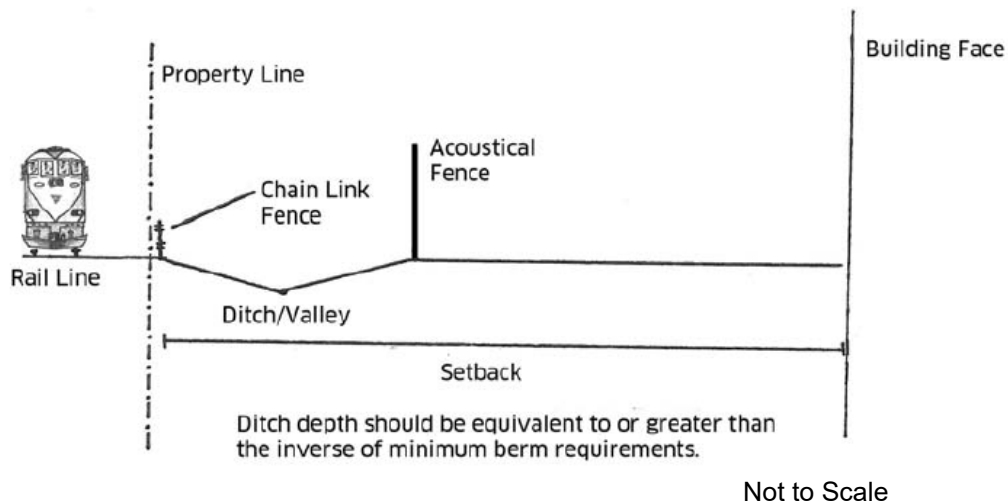 Property Line
Building Face
Acoustical
Fence
Chain Link
Fence
Rail Line
Ditch/Valley
Setback
Ditch depth should be equivalent to or greater than
the inverse of minimum berm requirements.
Not to Scale